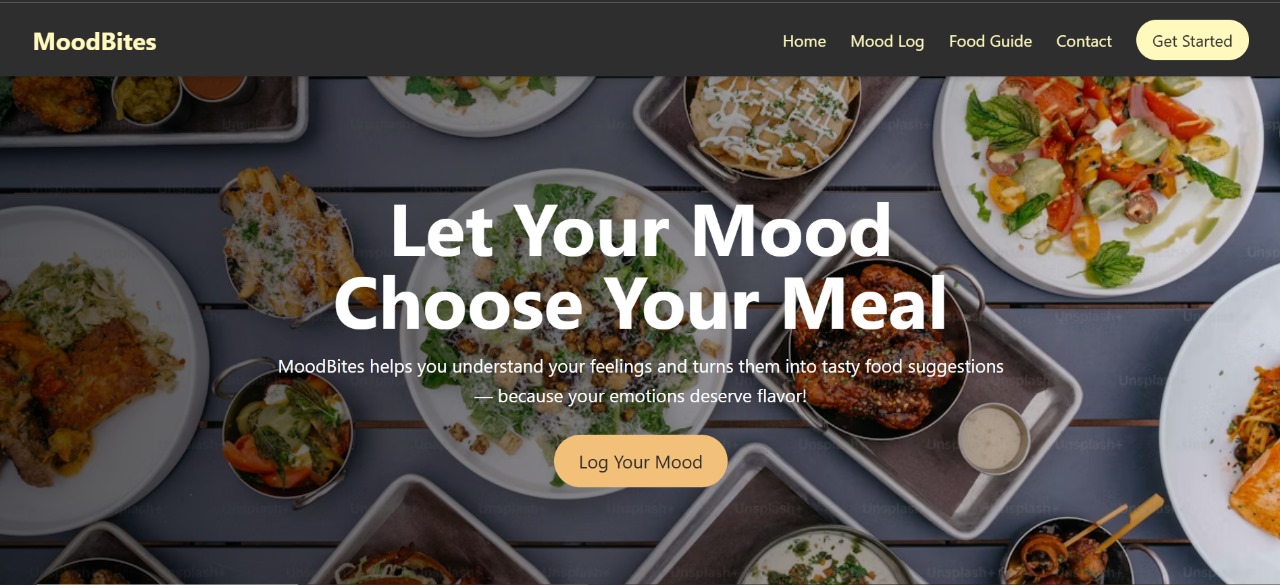 MoodBites
Home Mood Log Food Guide Contact Get Started
Let Your Mood
Choose Your Meal
MoodBites helps you understand your feelings and turns them into tasty food suggestions
— because your emotions deserve flavor!
Log Your Mood
Unsplash+